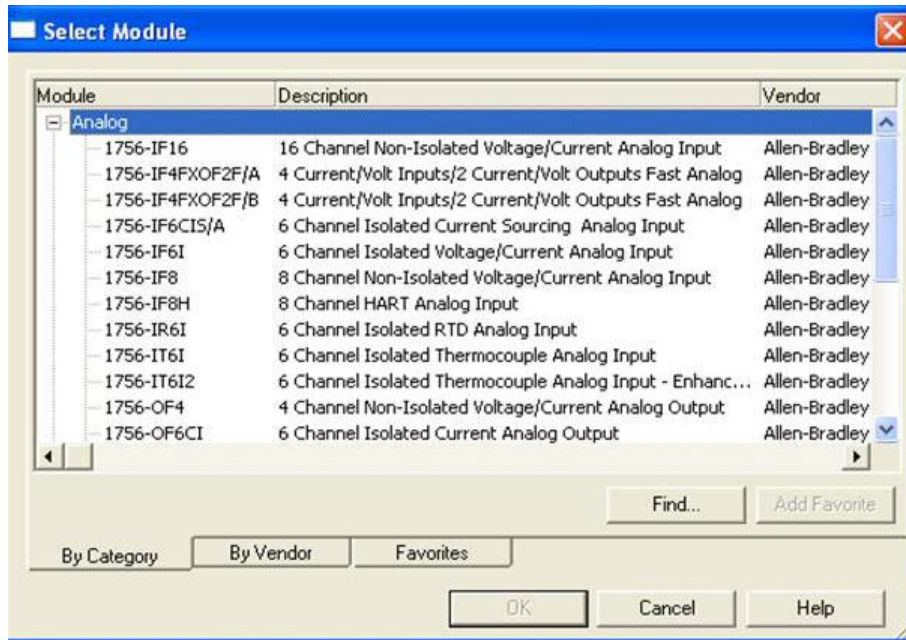 Select Module
Module Description Vendor
Analog
1756-IF16 16 Channel Non-Isolated Voltage/Current Analog Input Allen-Bradley
1756-IF4FXOF2F/A 4 Current/Volt Inputs/2 Current/Volt Outputs Fast Analog Allen-Bradley
1756-IF4FXOF2F/B 4 Current/Volt Inputs/2 Current/Volt Outputs Fast Analog Allen-Bradley
1756-IF6CIS/A 6 Channel Isolated Current Sourcing Analog Input Allen-Bradley
1756-IF6I 6 Channel Isolated Voltage/Current Analog Input Allen-Bradley
1756-IF8 8 Channel Non-Isolated Voltage/Current Analog Input Allen-Bradley
1756-IF8H 8 Channel HART Analog Input Allen-Bradley
1756-IR6I 6 Channel Isolated RTD Analog Input Allen-Bradley
1756-IT6I 6 Channel Isolated Thermocouple Analog Input Allen-Bradley
1756-IT6I2 6 Channel Isolated Thermocouple Analog Input - Enhanc... Allen-Bradley
1756-OF4 4 Channel Non-Isolated Voltage/Current Analog Output Allen-Bradley
1756-OF6CI 6 Channel Isolated Current Analog Output Allen-Bradley
Find... Add Favorite
By Category By Vendor Favorites
OK Cancel Help